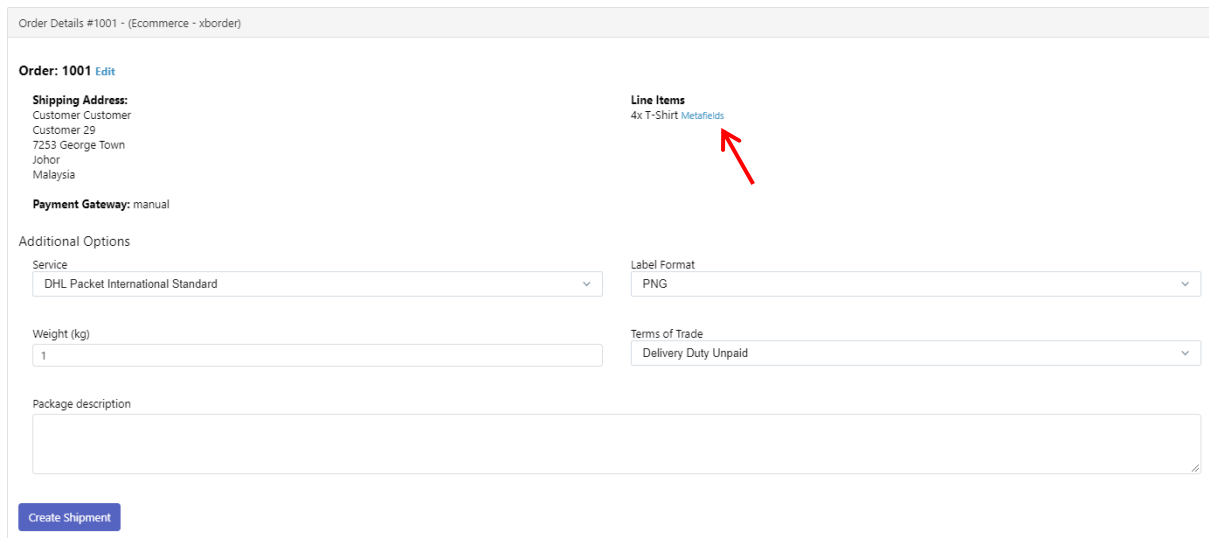 Order Details #1001 - (Ecommerce - xborder)
Order: 1001 Edit
Shipping Address:
Customer Customer
Customer 29
7253 George Town
Johor
Malaysia
Payment Gateway: manual
Line Items
4x T-Shirt Metafields
Additional Options
Service
DHL Packet International Standard
Label Format
PNG
Weight (kg)
1
Terms of Trade
Delivery Duty Unpaid
Package description
Create Shipment